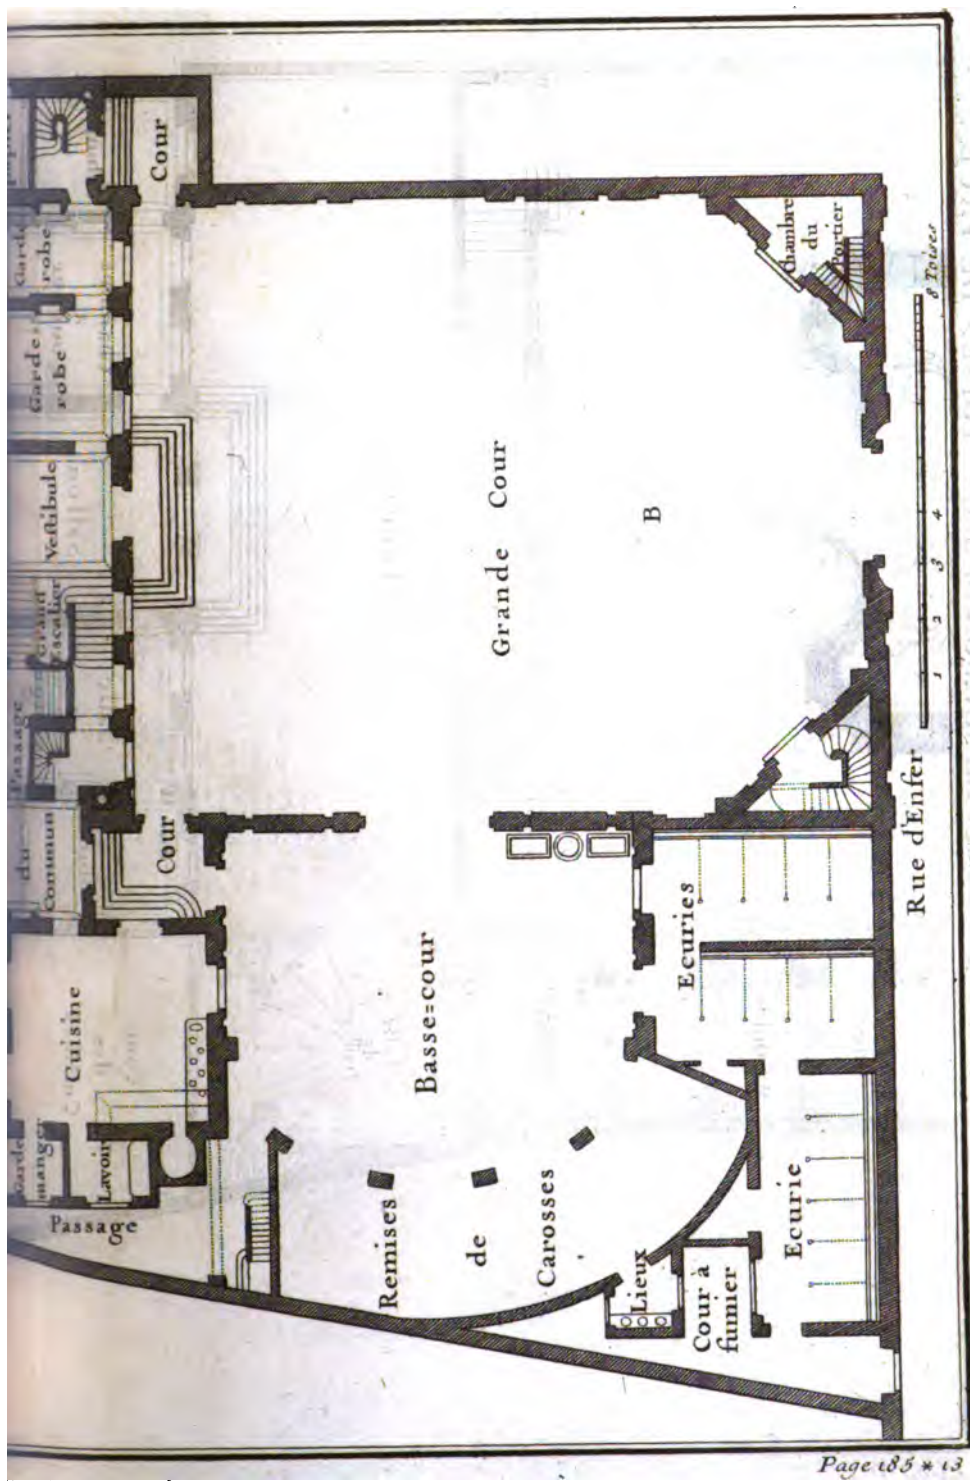 Cour
Garde
robe
Garde
robe
Veſtibule
Grand
Escalier
Passage
du
Commun
Cour
Cuisine
Garde
manger
Lavoir
Passage
Grande Cour
B
Chambre
du
Portier
Basse=cour
Remises
de
Carosses
Ecuries
Ecurie
Lieux
Cour à
fumier
Rue d'Enfer
1 2 3 4 8 Toises
Page 185 * 13